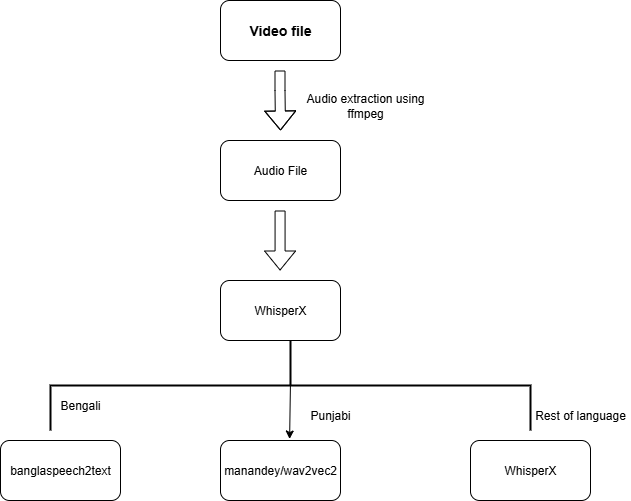 Video file
Audio extraction using
ffmpeg
Audio File
WhisperX
Bengali
Punjabi
Rest of language
banglaspeech2text
manandey/wav2vec2
WhisperX